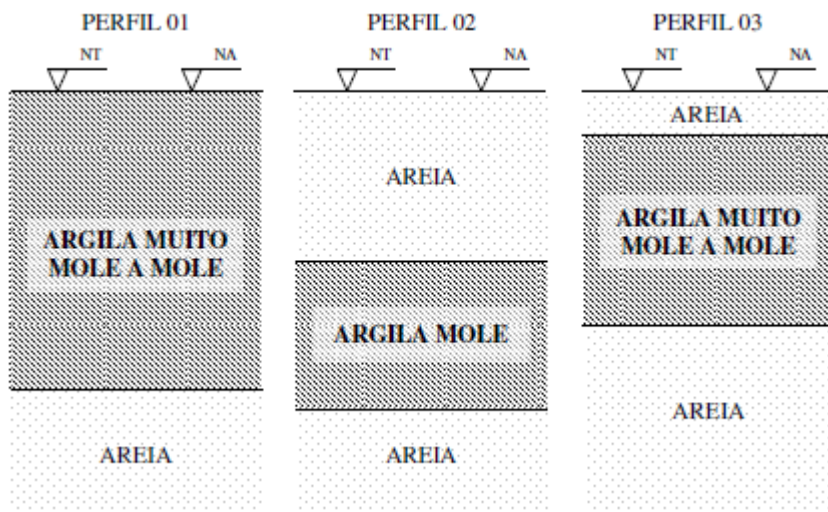 PERFIL 01
NT
NA
ARGILA MUITO
MOLE A MOLE
AREIA
PERFIL 02
NT
NA
AREIA
ARGILA MOLE
AREIA
PERFIL 03
NT
NA
AREIA
ARGILA MUITO
MOLE A MOLE
AREIA